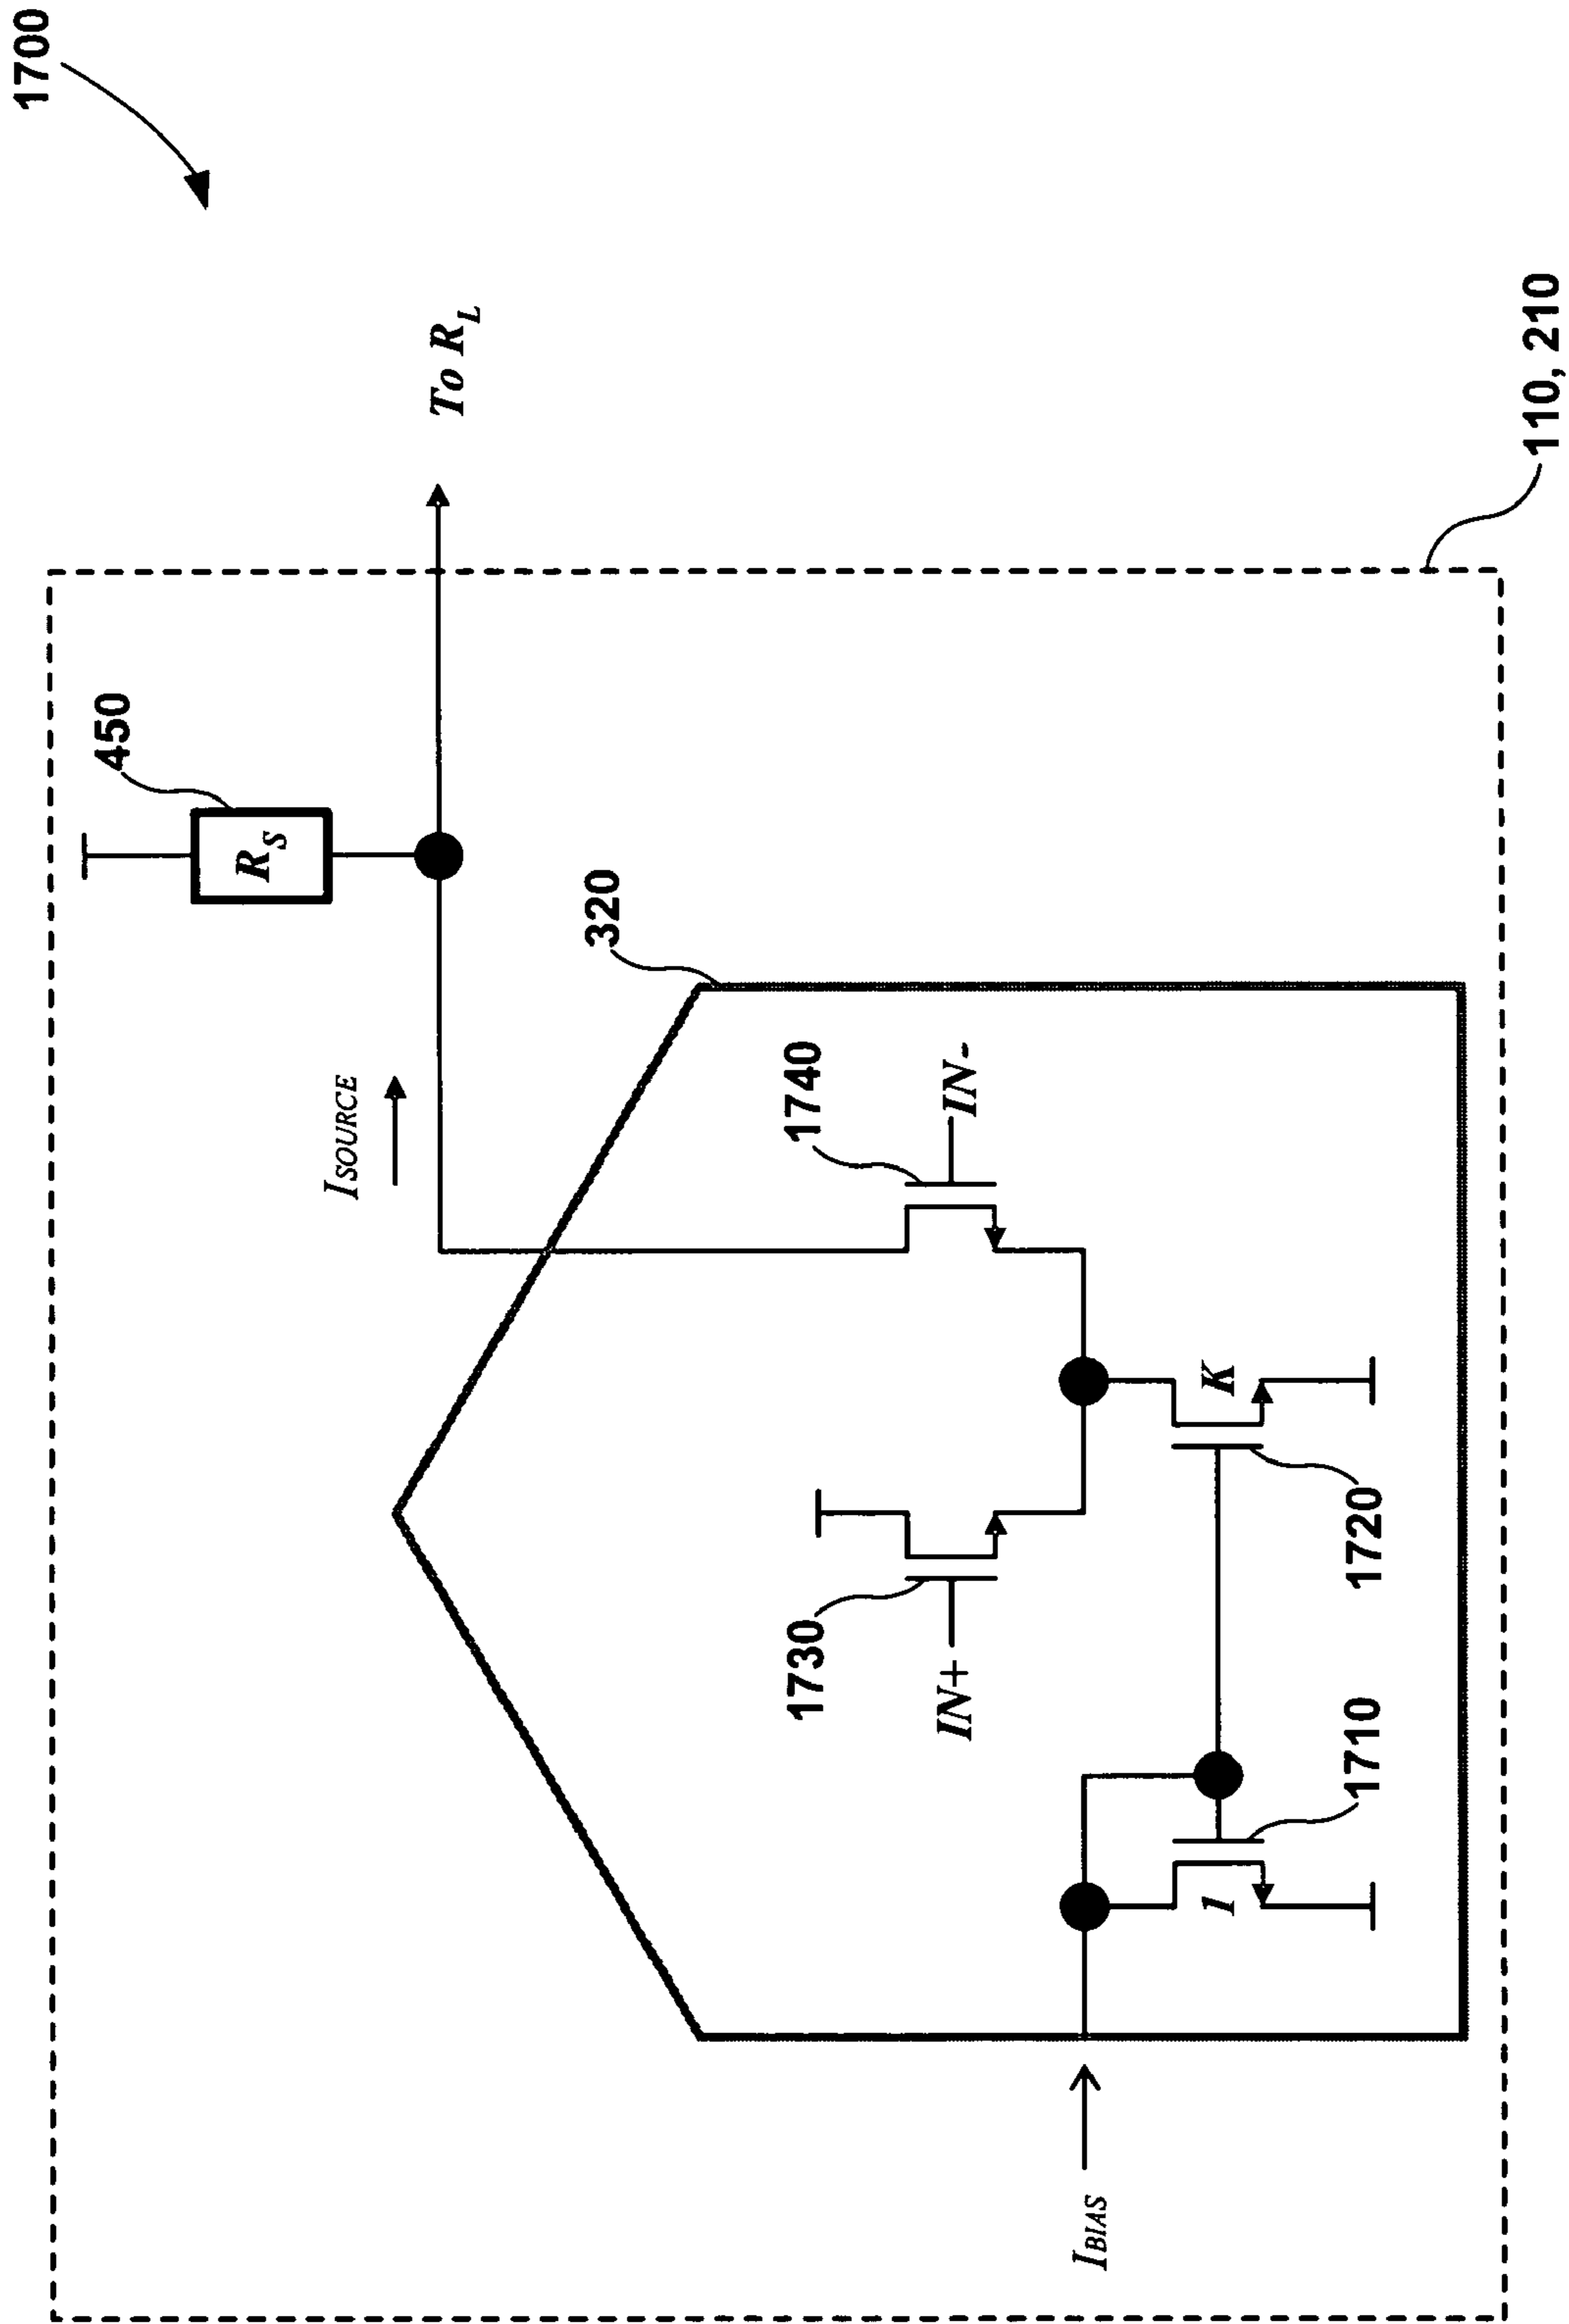 1700
450
R_S
To R_L
I_SOURCE
320
1740
IN-
1730
IN+
K
1720
1
1710
I_BIAS
110, 210